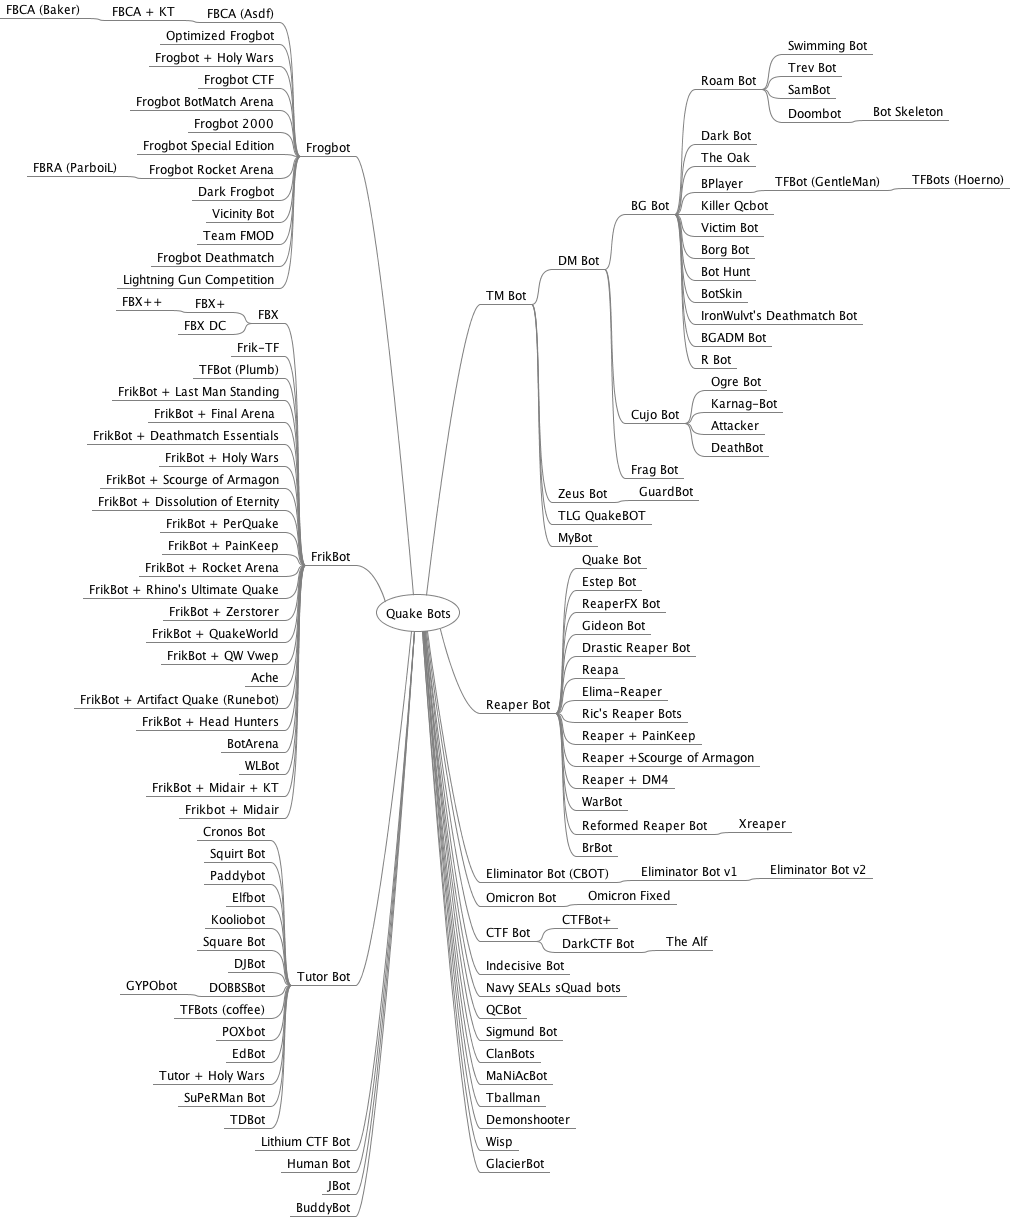 Quake Bots
Frogbot
FBCA (Asdf)
FBCA + KT
FBCA (Baker)
Optimized Frogbot
Frogbot + Holy Wars
Frogbot CTF
Frogbot BotMatch Arena
Frogbot 2000
Frogbot Special Edition
Frogbot Rocket Arena
FBRA (ParboiL)
Dark Frogbot
Vicinity Bot
Team FMOD
Frogbot Deathmatch
Lightning Gun Competition
FrikBot
FBX
FBX+
FBX++
FBX DC
Frik-TF
TFBot (Plumb)
FrikBot + Last Man Standing
FrikBot + Final Arena
FrikBot + Deathmatch Essentials
FrikBot + Holy Wars
FrikBot + Scourge of Armagon
FrikBot + Dissolution of Eternity
FrikBot + PerQuake
FrikBot + PainKeep
FrikBot + Rocket Arena
FrikBot + Rhino's Ultimate Quake
FrikBot + Zerstorer
FrikBot + QuakeWorld
FrikBot + QW Vwep
Ache
FrikBot + Artifact Quake (Runebot)
FrikBot + Head Hunters
BotArena
WLBot
FrikBot + Midair + KT
Frikbot + Midair
Tutor Bot
Cronos Bot
Squirt Bot
Paddybot
Elfbot
Kooliobot
Square Bot
DJBot
DOBBSBot
GYPObot
TFBots (coffee)
POXbot
EdBot
Tutor + Holy Wars
SuPeRMan Bot
TDBot
Lithium CTF Bot
Human Bot
JBot
BuddyBot
TM Bot
DM Bot
BG Bot
Roam Bot
Swimming Bot
Trev Bot
SamBot
Doombot
Bot Skeleton
Dark Bot
The Oak
BPlayer
TFBot (GentleMan)
TFBots (Hoerno)
Killer Qcbot
Victim Bot
Borg Bot
Bot Hunt
BotSkin
IronWulvt's Deathmatch Bot
BGADM Bot
R Bot
Cujo Bot
Ogre Bot
Karnag-Bot
Attacker
DeathBot
Frag Bot
Zeus Bot
GuardBot
TLG QuakeBOT
MyBot
Reaper Bot
Quake Bot
Estep Bot
ReaperFX Bot
Gideon Bot
Drastic Reaper Bot
Reapa
Elima-Reaper
Ric's Reaper Bots
Reaper + PainKeep
Reaper +Scourge of Armagon
Reaper + DM4
WarBot
Reformed Reaper Bot
Xreaper
BrBot
Eliminator Bot (CBOT)
Eliminator Bot v1
Eliminator Bot v2
Omicron Bot
Omicron Fixed
CTF Bot
CTFBot+
DarkCTF Bot
The Alf
Indecisive Bot
Navy SEALs sQuad bots
QCBot
Sigmund Bot
ClanBots
MaNiAcBot
Tballman
Demonshooter
Wisp
GlacierBot